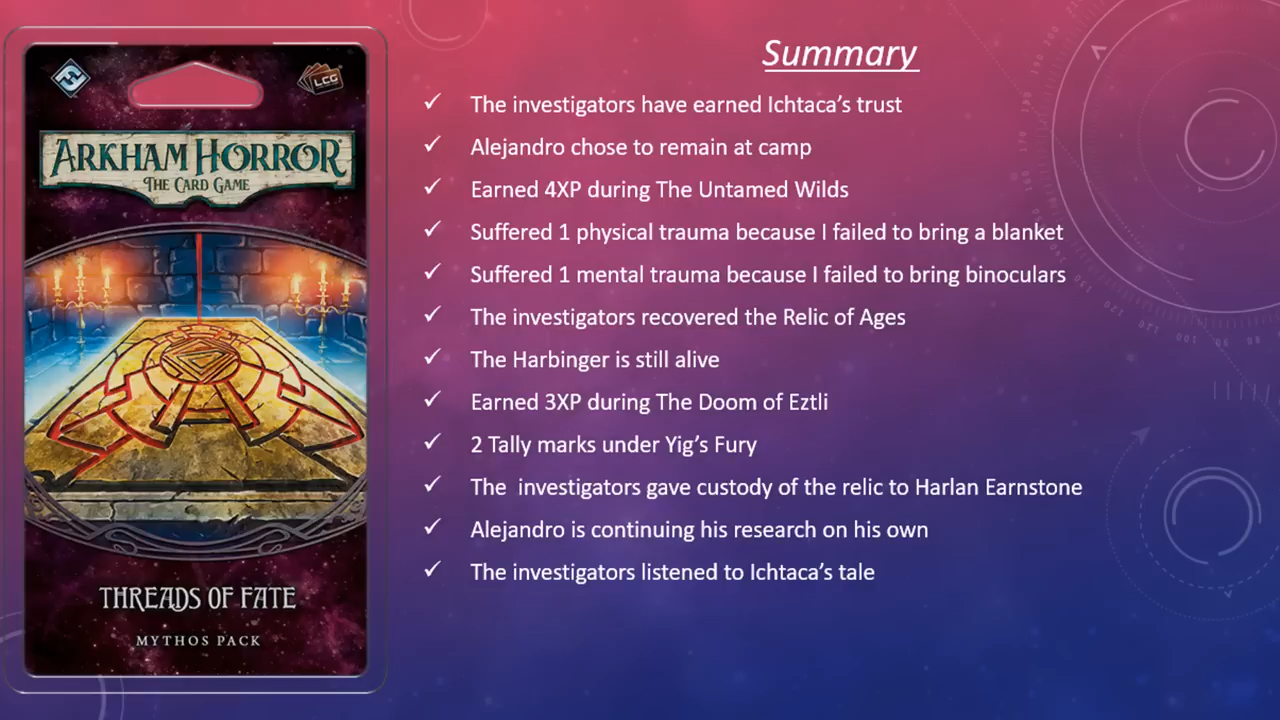 LCG
ARKHAM HORROR
THE CARD GAME
THREADS OF FATE
MYTHOS PACK
Summary
✓ The investigators have earned Ichtaca’s trust
✓ Alejandro chose to remain at camp
✓ Earned 4XP during The Untamed Wilds
✓ Suffered 1 physical trauma because I failed to bring a blanket
✓ Suffered 1 mental trauma because I failed to bring binoculars
✓ The investigators recovered the Relic of Ages
✓ The Harbinger is still alive
✓ Earned 3XP during The Doom of Eztli
✓ 2 Tally marks under Yig’s Fury
✓ The  investigators gave custody of the relic to Harlan Earnstone
✓ Alejandro is continuing his research on his own
✓ The investigators listened to Ichtaca’s tale